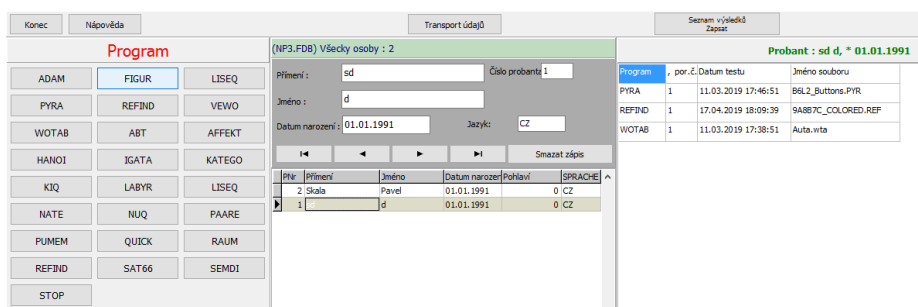 Konec Nápověda Transport údajů Seznam výsledků
Zapsat
Program
ADAM FIGUR LISEQ
PYRA REFIND VEWO
WOTAB ABT AFFEKT
HANOI IGATA KATEGO
KIQ LABYR LISEQ
NATE NUQ PAARE
PUMEM QUICK RAUM
REFIND SAT66 SEMDI
STOP
(NP3.FDB) Všecky osoby : 2
Příjmení : sd Číslo probanta 1
Jméno : d
Datum narození : 01.01.1991 Jazyk: CZ
Smazat zápis
PNr Přímení Jméno Datum narozer Pohlaví SPRACHE
2 Skala Pavel 01.01.1991 0 CZ
1 sd d 01.01.1991 0 CZ
Probant : sd d, * 01.01.1991
Program , por.č. Datum testu Jméno souboru
PYRA 1 11.03.2019 17:46:51 B6L2_Buttons.PYR
REFIND 1 17.04.2019 18:09:39 9A8B7C_COLORED.REF
WOTAB 1 11.03.2019 17:38:51 Auta.wta